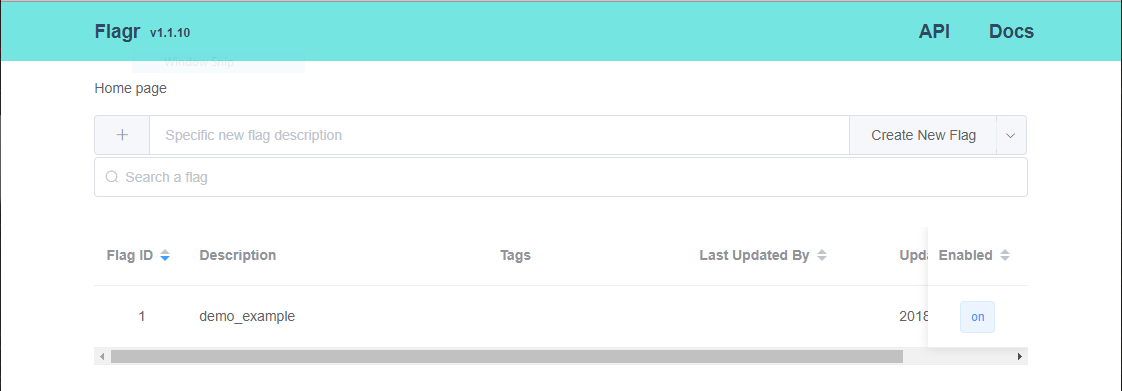 Flagr v1.1.10 API Docs
Window Snip
Home page
Specific new flag description Create New Flag
Search a flag
Flag ID Description Tags Last Updated By Upda Enabled
1 demo_example 2018 on